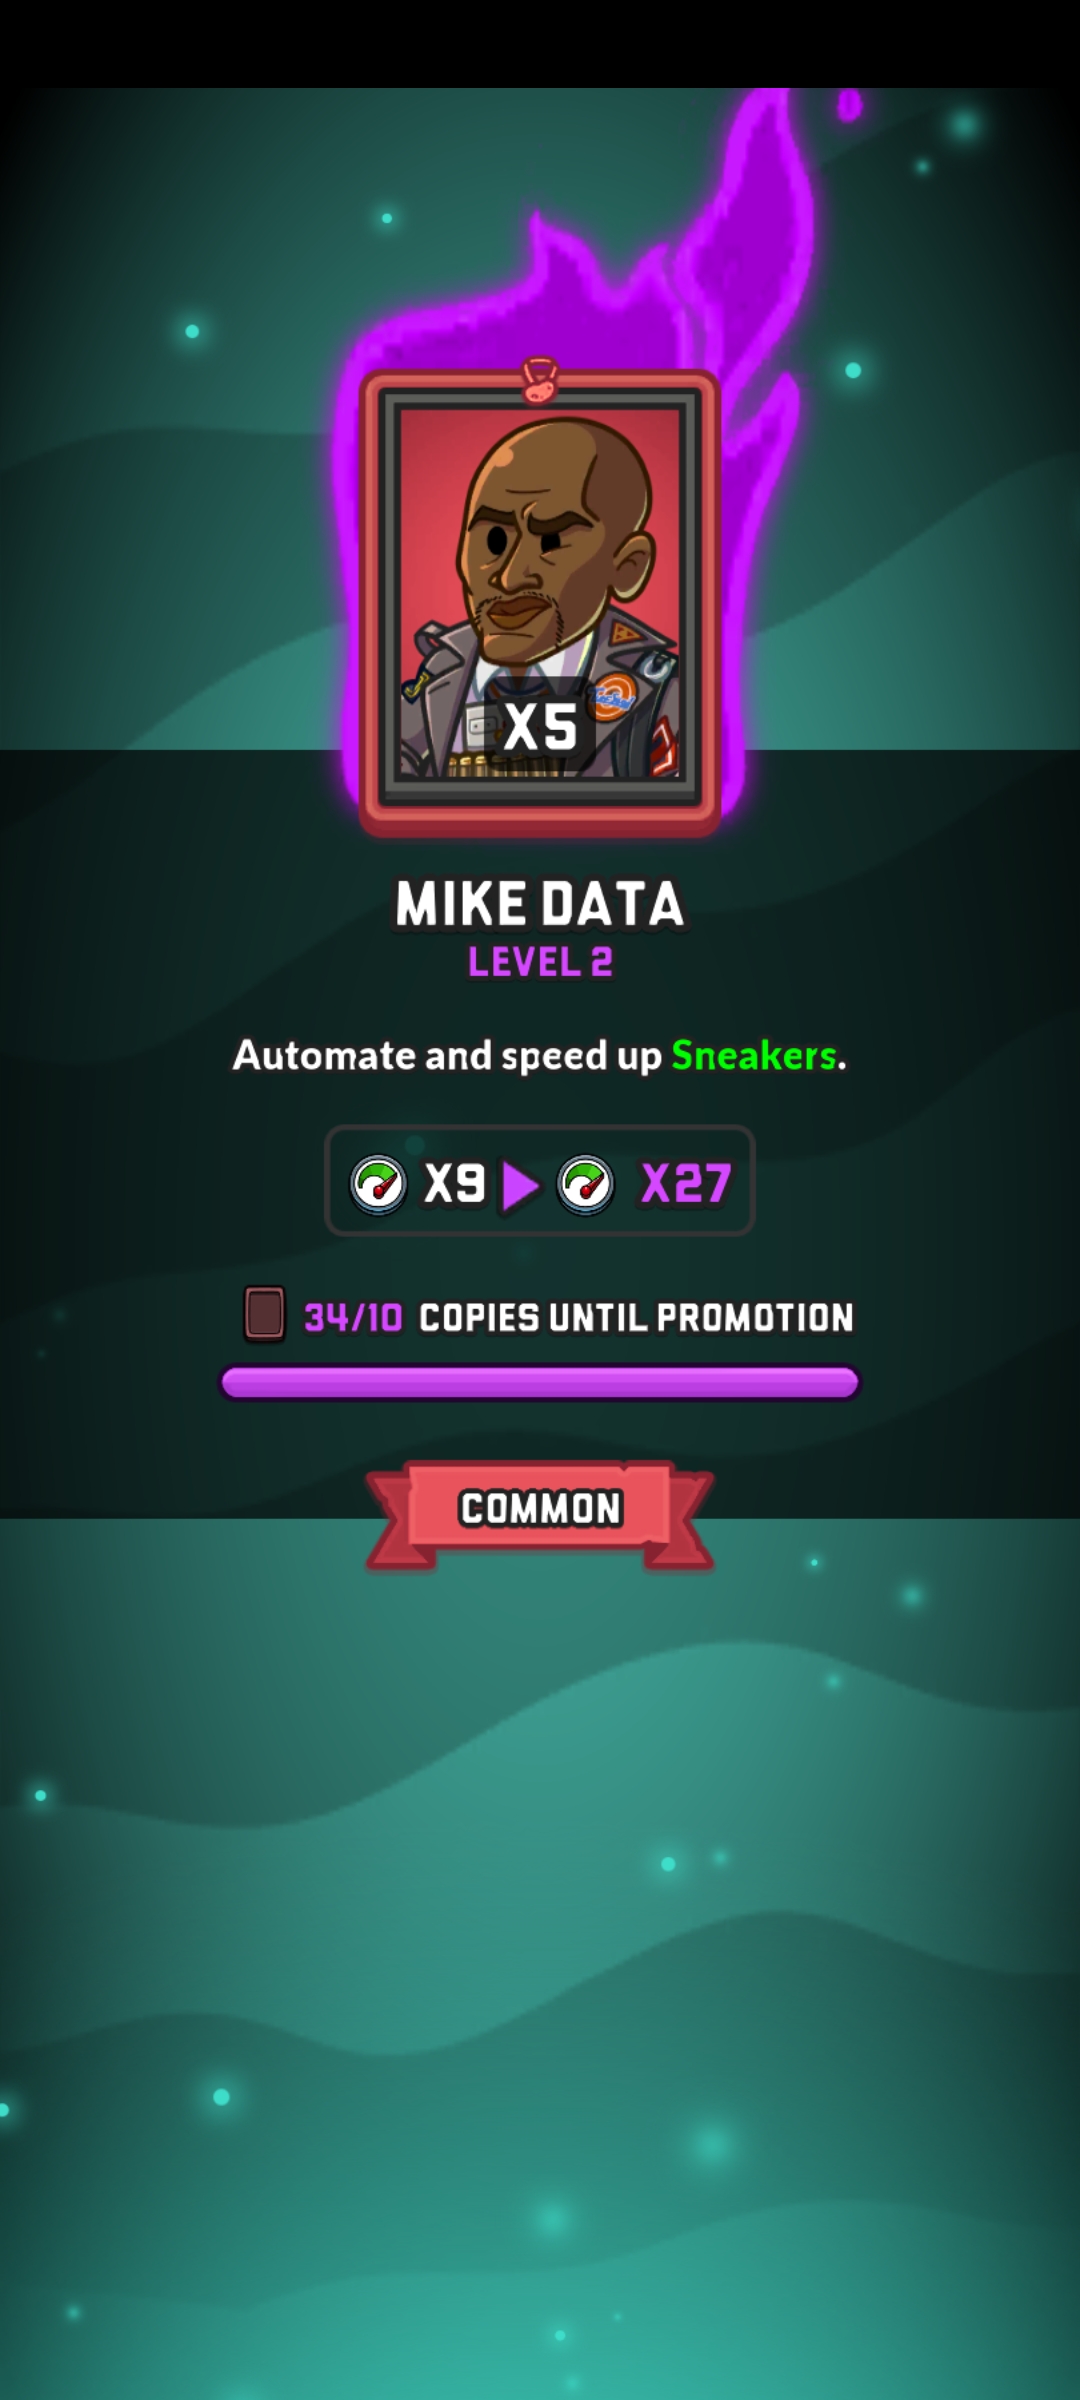 X5
MIKE DATA
LEVEL 2
Automate and speed up Sneakers.
X9 X27
34/10 COPIES UNTIL PROMOTION
COMMON